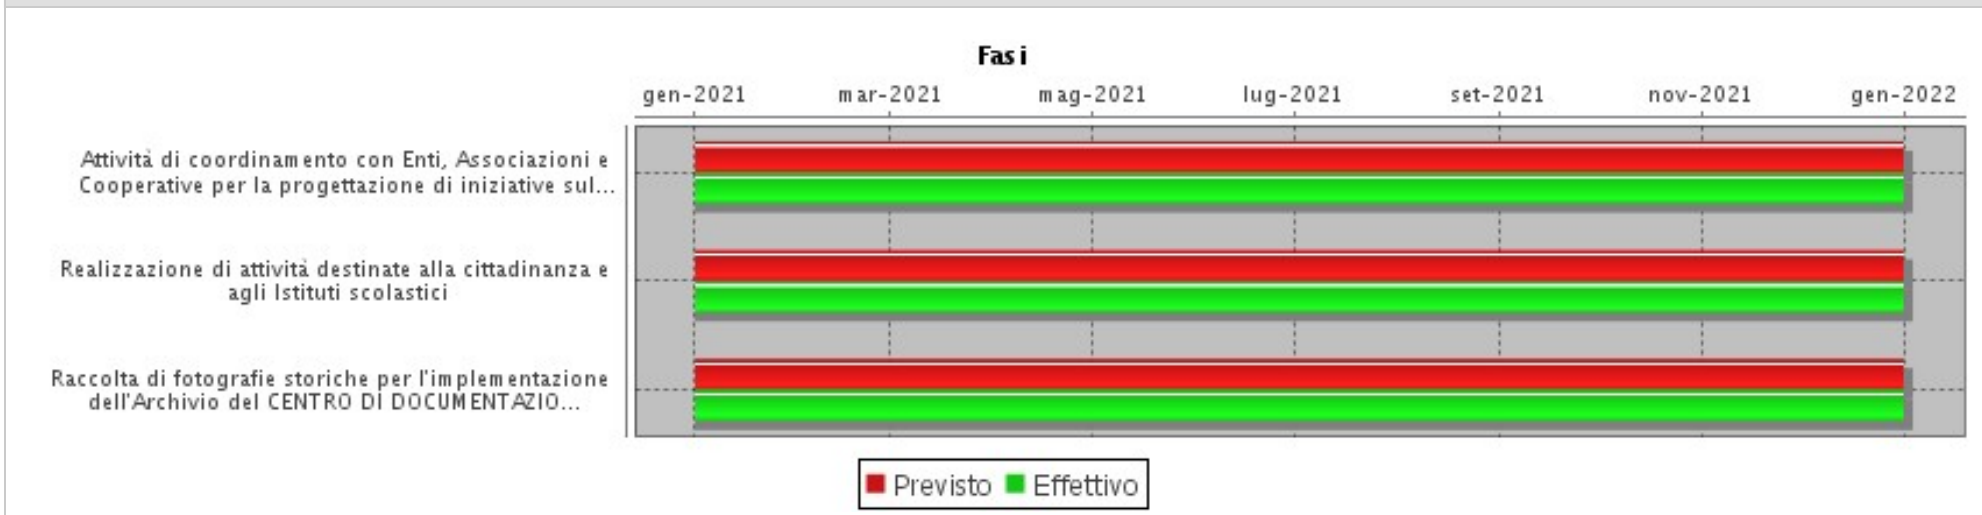 Fasi
gen-2021 mar-2021 mag-2021 lug-2021 set-2021 nov-2021 gen-2022
Attività di coordinamento con Enti, Associazioni e
Cooperative per la progettazione di iniziative sul...
Realizzazione di attività destinate alla cittadinanza e
agli Istituti scolastici
Raccolta di fotografie storiche per l'implementazione
dell'Archivio del CENTRO DI DOCUMENTAZIO...
Previsto Effettivo